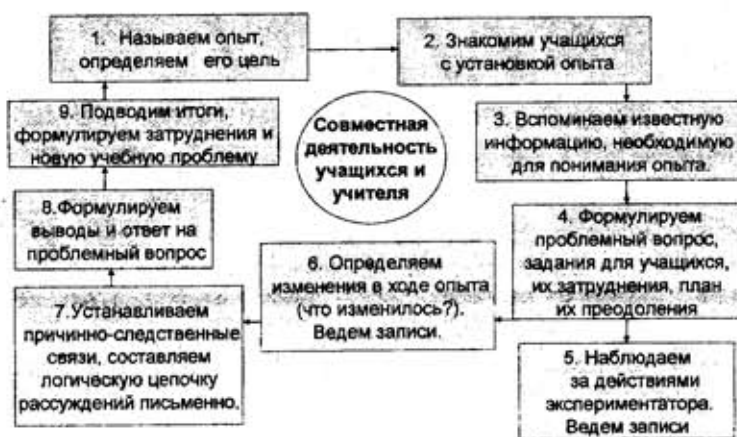 1. Называем опыт,
определяем его цель
2. Знакомим учащихся
с установкой опыта
3. Вспоминаем известную
информацию, необходимую
для понимания опыта.
4. Формулируем
проблемный вопрос,
задания для учащихся,
их затруднения, план
их преодоления
5. Наблюдаем
за действиями
экспериментатора.
Ведем записи
6. Определяем
изменения в ходе опыта
(что изменилось?).
Ведем записи.
7.Устанавливаем
причинно-следственные
связи, составляем
логическую цепочку
рассуждений письменно.
8.Формулируем
выводы и ответ на
проблемный вопрос
9. Подводим итоги,
формулируем затруднения и
новую учебную проблему
Совместная
деятельность
учащихся и
учителя